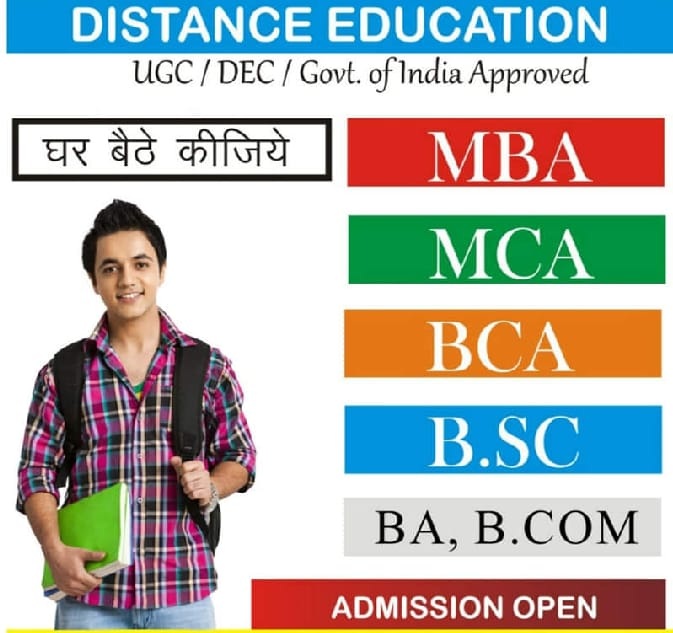 DISTANCE EDUCATION
UGC / DEC / Govt. of India Approved
घर बैठे कीजिये
MBA
MCA
BCA
B.SC
BA, B.COM
ADMISSION OPEN